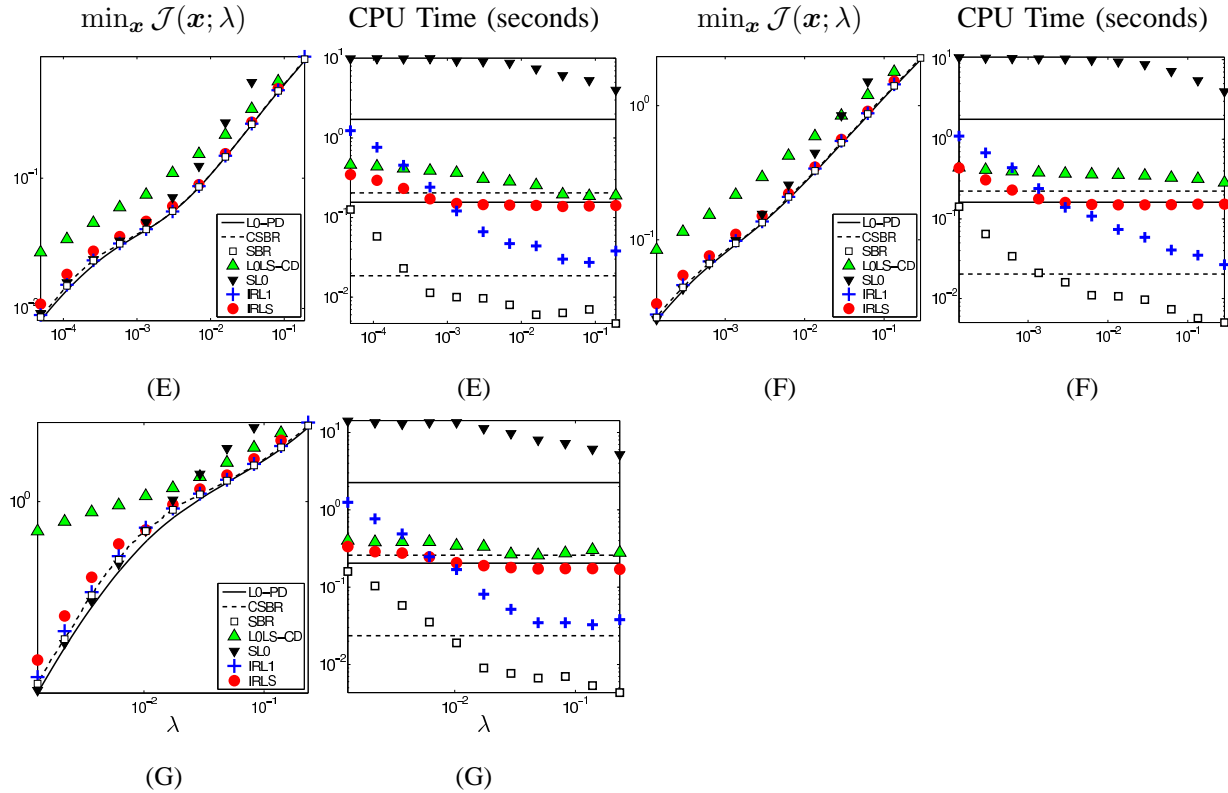 min_x J(x; λ) CPU Time (seconds) min_x J(x; λ) CPU Time (seconds)
10^-1
10^-2
10^-4 10^-3 10^-2 10^-1
L0-PD
CSBR
SBR
L0LS-CD
SL0
IRL1
IRLS
10^1
10^0
10^-1
10^-2
10^-4 10^-3 10^-2 10^-1
10^0
10^-3 10^-2 10^-1
L0-PD
CSBR
SBR
L0LS-CD
SL0
IRL1
IRLS
10^1
10^0
10^-1
10^-2
10^-3 10^-2 10^-1
(E) (E) (F) (F)
10^0
10^-2 10^-1
L0-PD
CSBR
SBR
L0LS-CD
SL0
IRL1
IRLS
λ
10^1
10^0
10^-1
10^-2
10^-2 10^-1
λ
(G) (G)